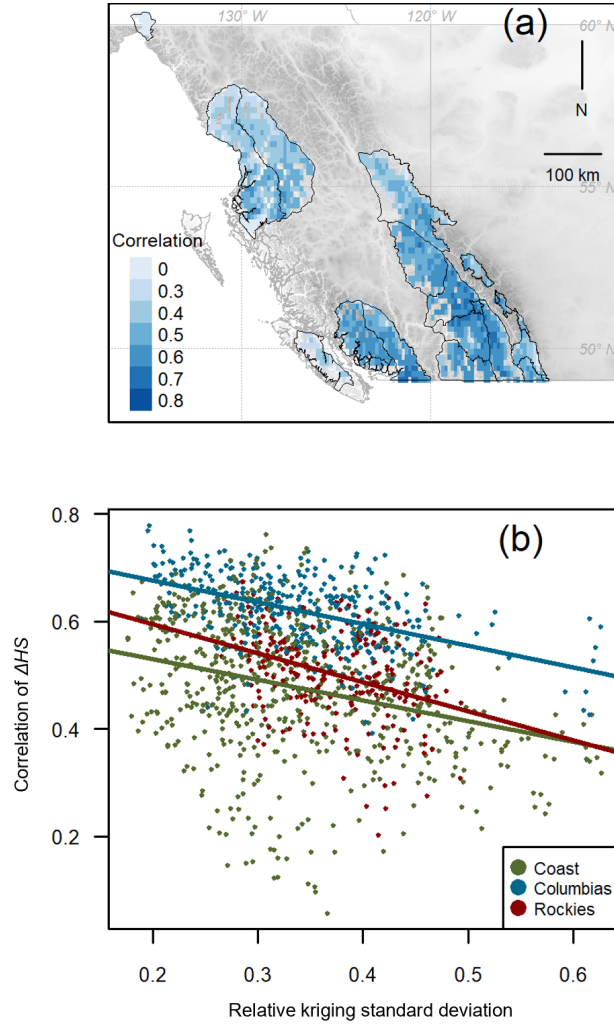 (a)
130° W
120° W
60° N
N
100 km
55° N
50° N
Correlation
0
0.3
0.4
0.5
0.6
0.7
0.8
(b)
0.8
0.6
0.4
0.2
Correlation of ΔHS
Coast
Columbias
Rockies
0.2 0.3 0.4 0.5 0.6
Relative kriging standard deviation